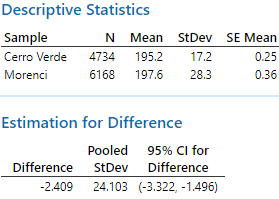 Descriptive Statistics
Sample N Mean StDev SE Mean
Cerro Verde 4734 195.2 17.2 0.25
Morenci 6168 197.6 28.3 0.36
Estimation for Difference
Pooled 95% CI for
Difference StDev Difference
-2.409 24.103 (-3.322, -1.496)